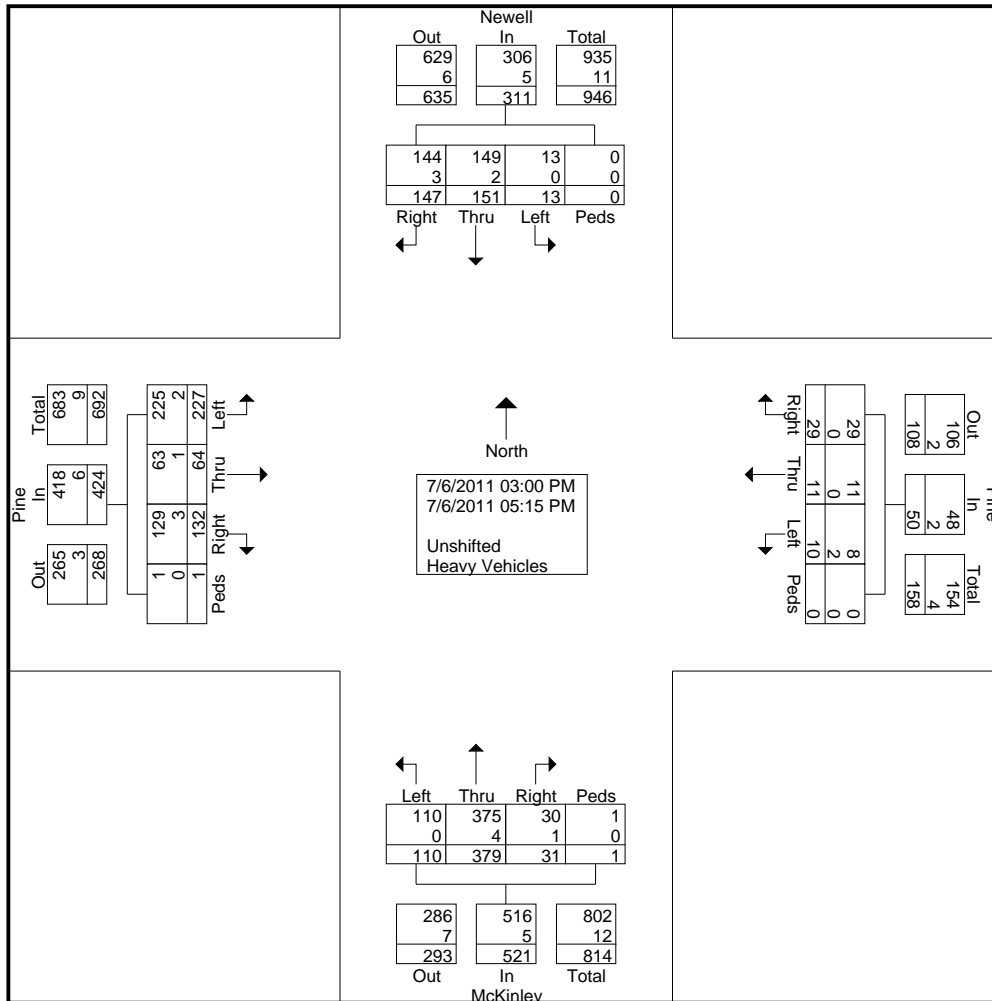 Newell
Out In Total
629 306 935
6 5 11
635 311 946
144 149 13 0
3 2 0 0
147 151 13 0
Right Thru Left Peds
Pine
Total In Out
683 418 265
9 6 3
692 424 268
225 63 129 1
2 1 3 0
227 64 132 1
Left Thru Right Peds
North
7/6/2011 03:00 PM
7/6/2011 05:15 PM
Unshifted
Heavy Vehicles
Right Thru Left Peds
29 11 8 0
0 0 2 0
29 11 10 0
Out In Total
106 48 154
2 2 4
108 50 158
Pine
Left Thru Right Peds
110 375 30 1
0 4 1 0
110 379 31 1
286 516 802
7 5 12
293 521 814
Out In Total
McKinley